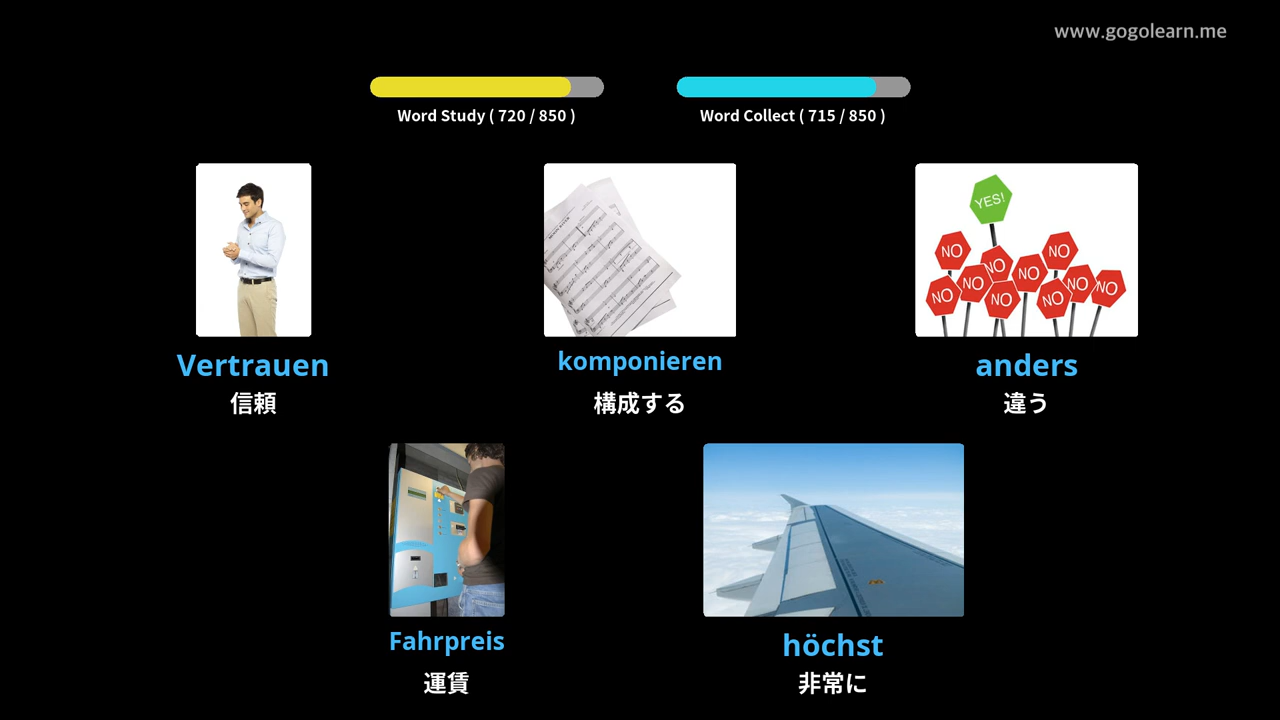 www.gogolearn.me
Word Study ( 720 / 850 )
Word Collect ( 715 / 850 )
YES!
NO
NO
NO
NO
NO
NO
NO
NO
NO
NO
Vertrauen
信頼
komponieren
構成する
anders
違う
Fahrpreis
運賃
höchst
非常に